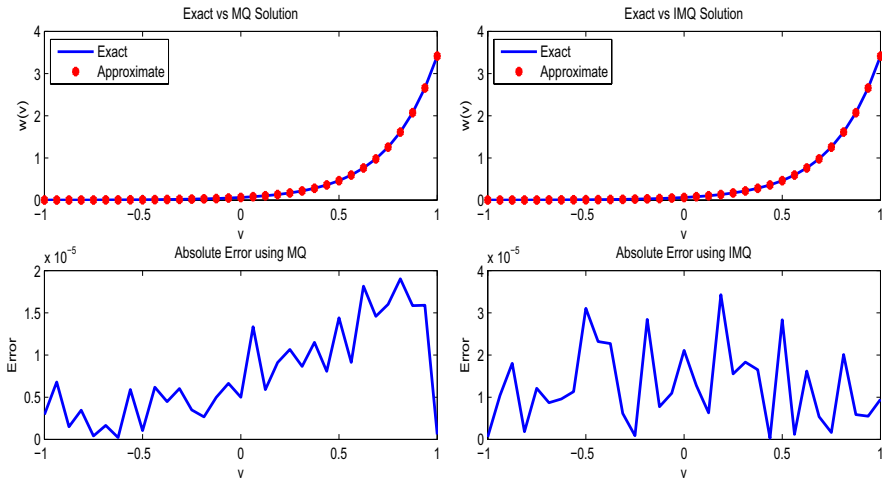 Exact vs MQ Solution
4
3
2
1
0
w(v)
Exact
Approximate
−1
−0.5
0
0.5
1
v
Exact vs IMQ Solution
4
3
2
1
0
w(v)
Exact
Approximate
−1
−0.5
0
0.5
1
v
Absolute Error using MQ
x 10⁻⁵
2
1.5
1
0.5
0
Error
−1
−0.5
0
0.5
1
v
Absolute Error using IMQ
x 10⁻⁵
4
3
2
1
0
Error
−1
−0.5
0
0.5
1
v